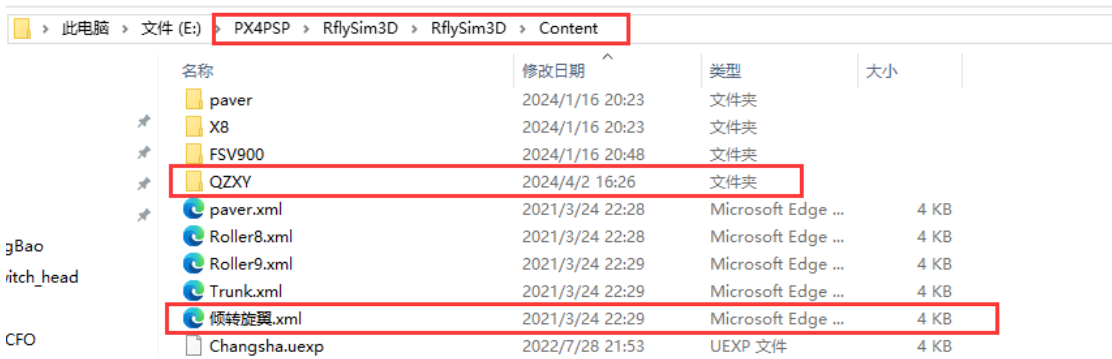 此电脑 > 文件 (E:) > PX4PSP > RflySim3D > RflySim3D > Content
名称 修改日期 类型 大小
paver 2024/1/16 20:23 文件夹
X8 2024/1/16 20:23 文件夹
FSV900 2024/1/16 20:48 文件夹
QZXY 2024/4/2 16:26 文件夹
paver.xml 2021/3/24 22:28 Microsoft Edge ... 4 KB
Roller8.xml 2021/3/24 22:28 Microsoft Edge ... 4 KB
gBao
Roller9.xml 2021/3/24 22:29 Microsoft Edge ... 4 KB
vitch_head
Trunk.xml 2021/3/24 22:29 Microsoft Edge ... 4 KB
倾转旋翼.xml 2021/3/24 22:29 Microsoft Edge ... 4 KB
CFO
Changsha.uexp 2022/7/28 21:53 UEXP 文件 4 KB